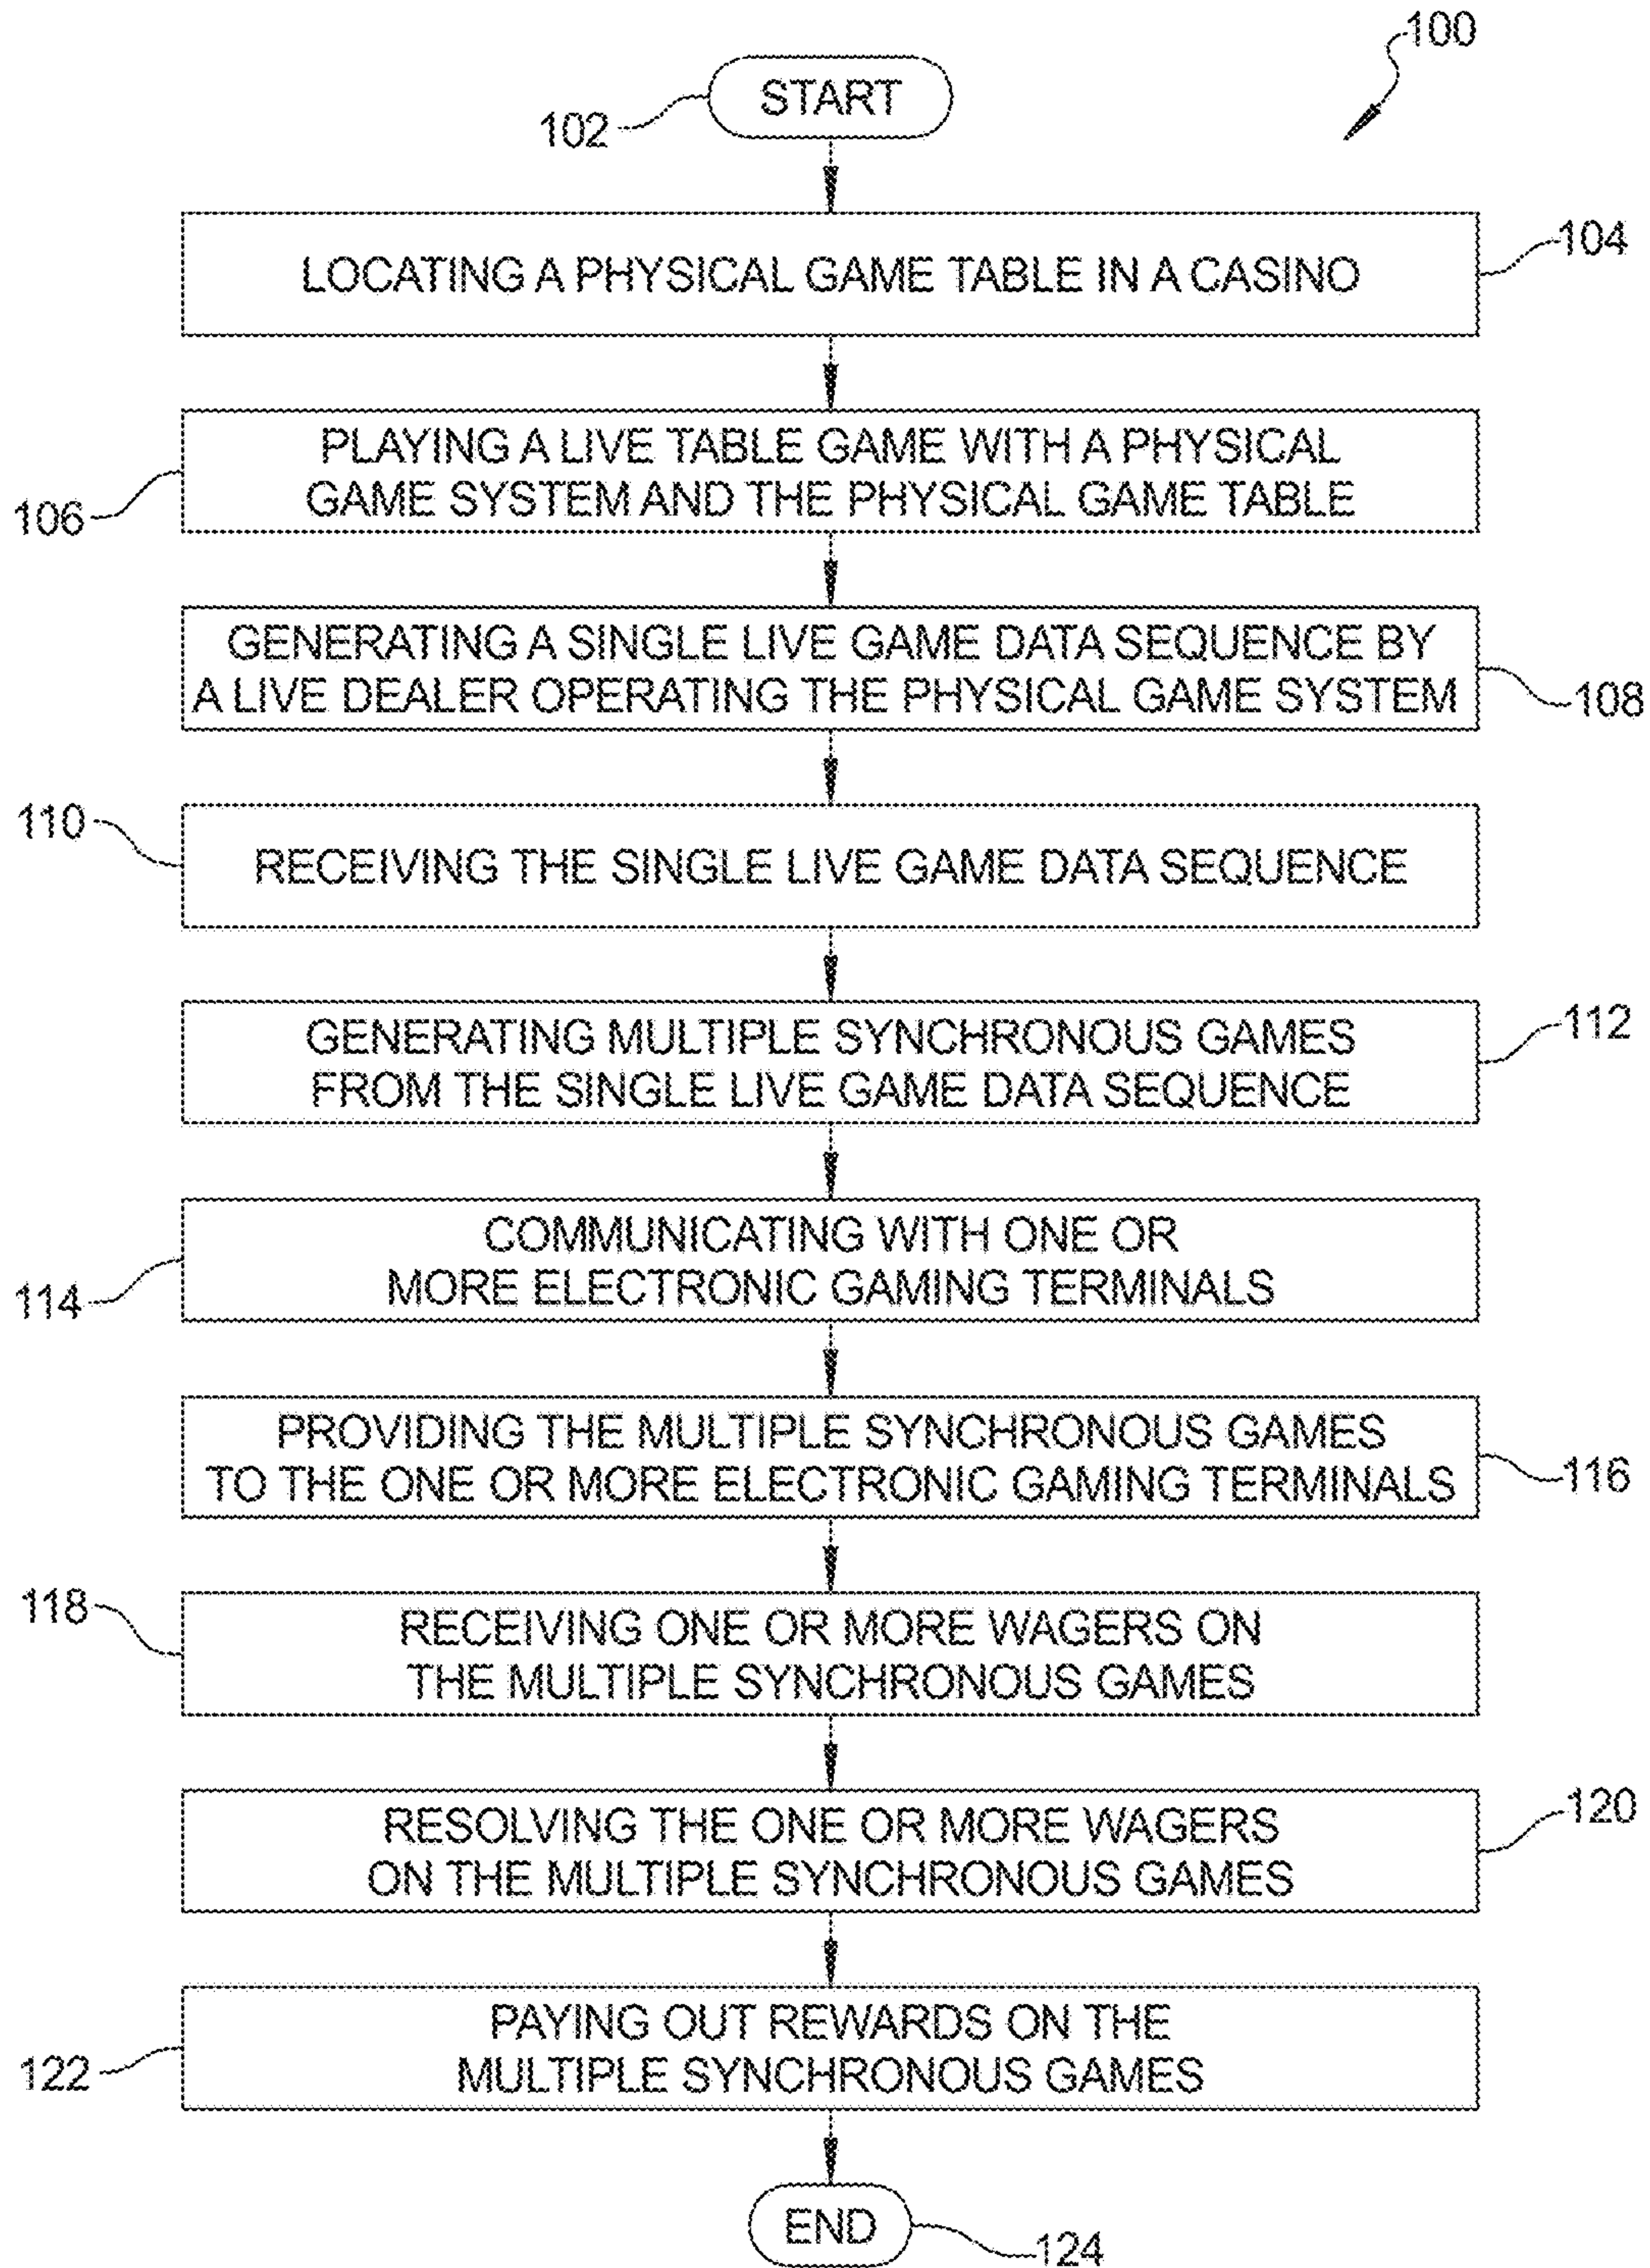 100
START
102
LOCATING A PHYSICAL GAME TABLE IN A CASINO
104
PLAYING A LIVE TABLE GAME WITH A PHYSICAL
GAME SYSTEM AND THE PHYSICAL GAME TABLE
106
GENERATING A SINGLE LIVE GAME DATA SEQUENCE BY
A LIVE DEALER OPERATING THE PHYSICAL GAME SYSTEM
108
110
RECEIVING THE SINGLE LIVE GAME DATA SEQUENCE
GENERATING MULTIPLE SYNCHRONOUS GAMES
FROM THE SINGLE LIVE GAME DATA SEQUENCE
112
COMMUNICATING WITH ONE OR
MORE ELECTRONIC GAMING TERMINALS
114
PROVIDING THE MULTIPLE SYNCHRONOUS GAMES
TO THE ONE OR MORE ELECTRONIC GAMING TERMINALS
116
118
RECEIVING ONE OR MORE WAGERS ON
THE MULTIPLE SYNCHRONOUS GAMES
RESOLVING THE ONE OR MORE WAGERS
ON THE MULTIPLE SYNCHRONOUS GAMES
120
PAYING OUT REWARDS ON THE
MULTIPLE SYNCHRONOUS GAMES
122
END
124